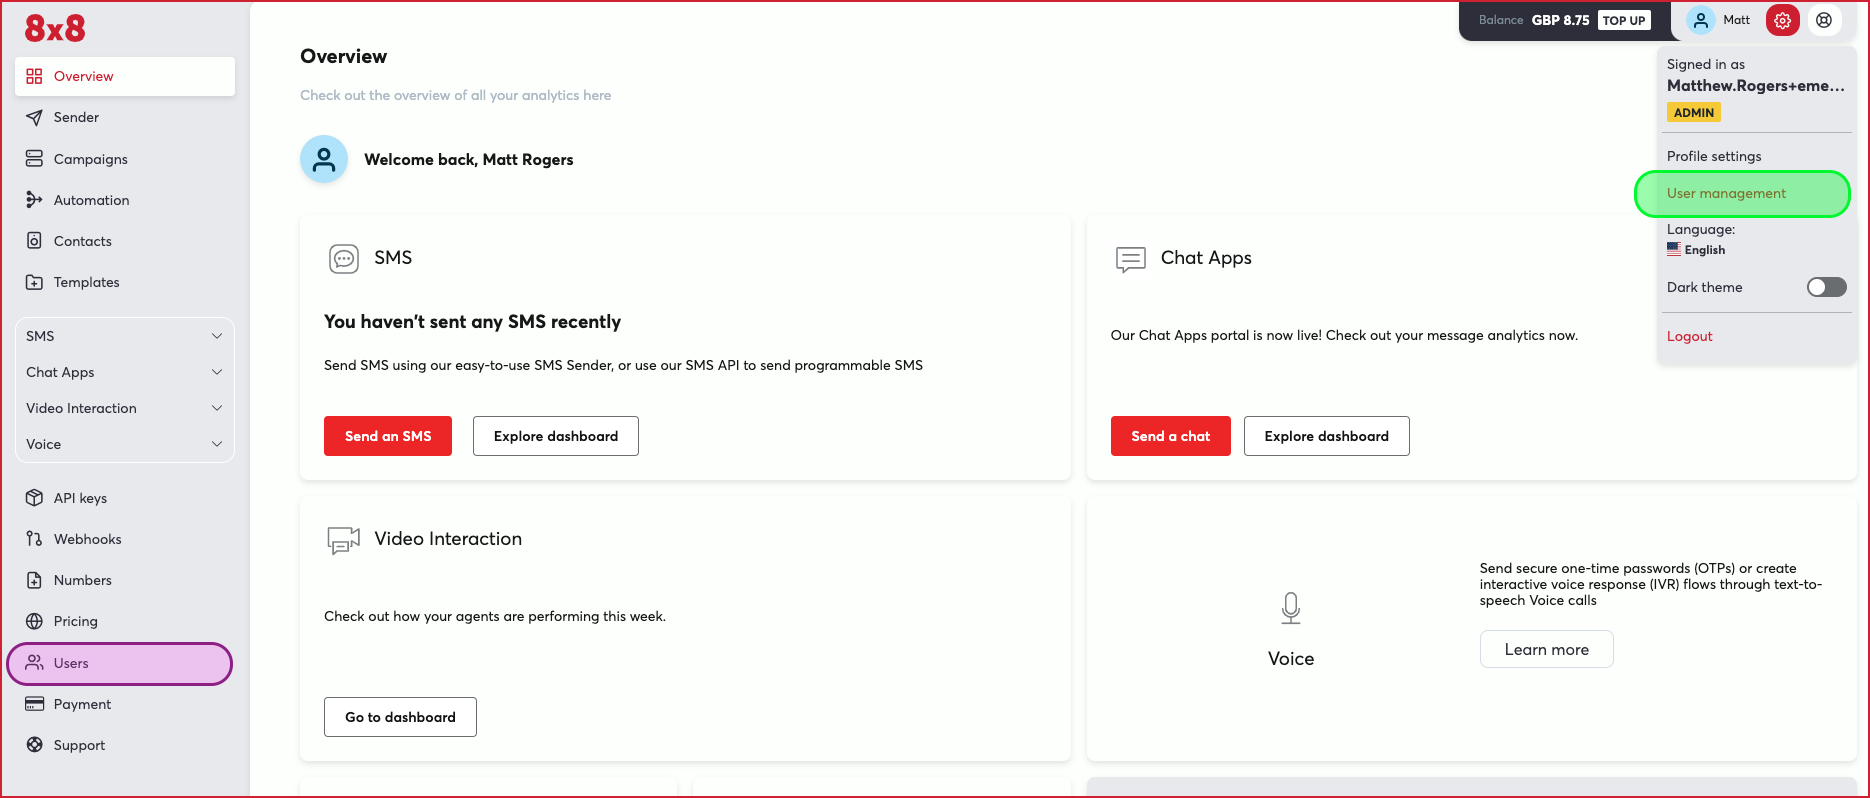 8x8
Overview
Sender
Campaigns
Automation
Contacts
Templates
SMS
Chat Apps
Video Interaction
Voice
API keys
Webhooks
Numbers
Pricing
Users
Payment
Support
Balance GBP 8.75 TOP UP
Matt
Overview
Check out the overview of all your analytics here
Welcome back, Matt Rogers
Signed in as
Matthew.Rogers+eme...
ADMIN
Profile settings
User management
Language:
English
Dark theme
Logout
SMS
You haven't sent any SMS recently
Send SMS using our easy-to-use SMS Sender, or use our SMS API to send programmable SMS
Send an SMS
Explore dashboard
Chat Apps
Our Chat Apps portal is now live! Check out your message analytics now.
Send a chat
Explore dashboard
Video Interaction
Check out how your agents are performing this week.
Go to dashboard
Voice
Send secure one-time passwords (OTPs) or create
interactive voice response (IVR) flows through text-to-
speech Voice calls
Learn more